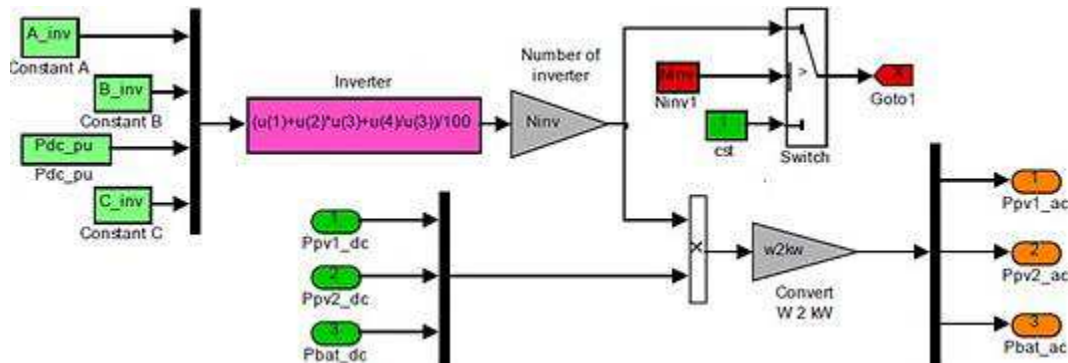 A_inv
Constant A
B_inv
Constant B
Pdc_pu
Pdc_pu
C_inv
Constant C
Inverter
(u(1)+u(2)*u(3)+u(4)/u(3))/100
Number of
inverter
Ninv
Ninv1
1
cst
>
Switch
Goto1
1
Ppv1_dc
2
Ppv2_dc
3
Pbat_dc
X
w2kw
Convert
W 2 kW
1
Ppv1_ac
2
Ppv2_ac
3
Pbat_ac